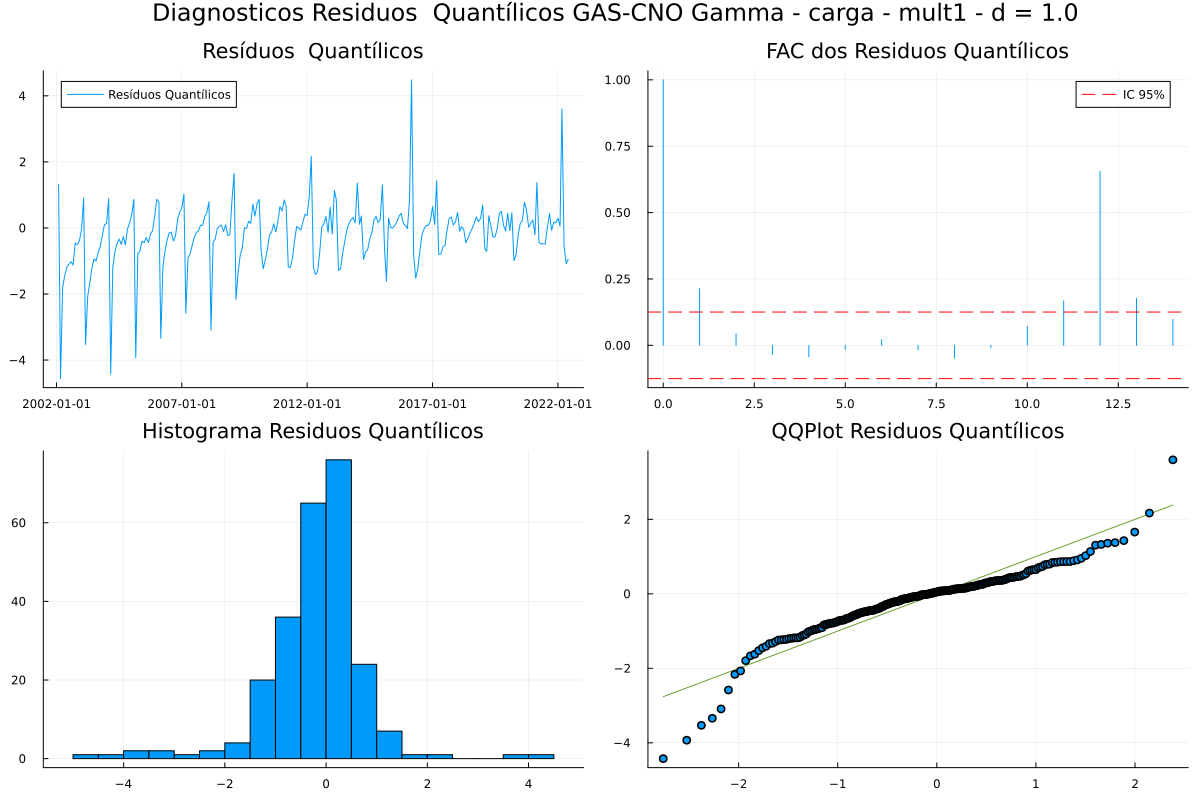 Diagnosticos Residuos  Quantílicos GAS-CNO Gamma - carga - mult1 - d = 1.0
Resíduos  Quantílicos
Resíduos Quantílicos
4
2
0
−2
−4
2002-01-01 2007-01-01 2012-01-01 2017-01-01 2022-01-01
FAC dos Residuos Quantílicos
IC 95%
1.00
0.75
0.50
0.25
0.00
0.0 2.5 5.0 7.5 10.0 12.5
Histograma Residuos Quantílicos
60
40
20
0
−4 −2 0 2 4
QQPlot Residuos Quantílicos
2
0
−2
−4
−2 −1 0 1 2